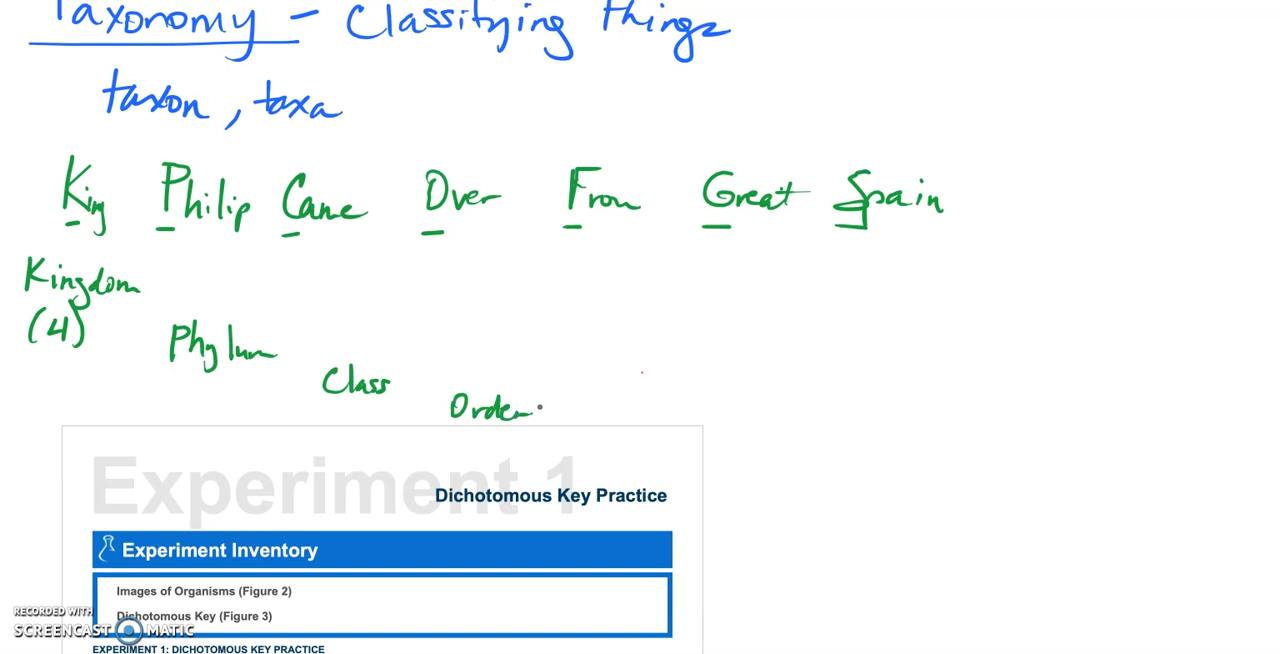 Taxonomy - Classifying things
taxon, taxa
King Philip Came Over From Great Spain
Kingdom
(4)
Phylum
Class
Order
Experiment 1
Dichotomous Key Practice
Experiment Inventory
Images of Organisms (Figure 2)
Dichotomous Key (Figure 3)
RECORDED WITH
SCREENCAST MATIC
EXPERIMENT 1: DICHOTOMOUS KEY PRACTICE